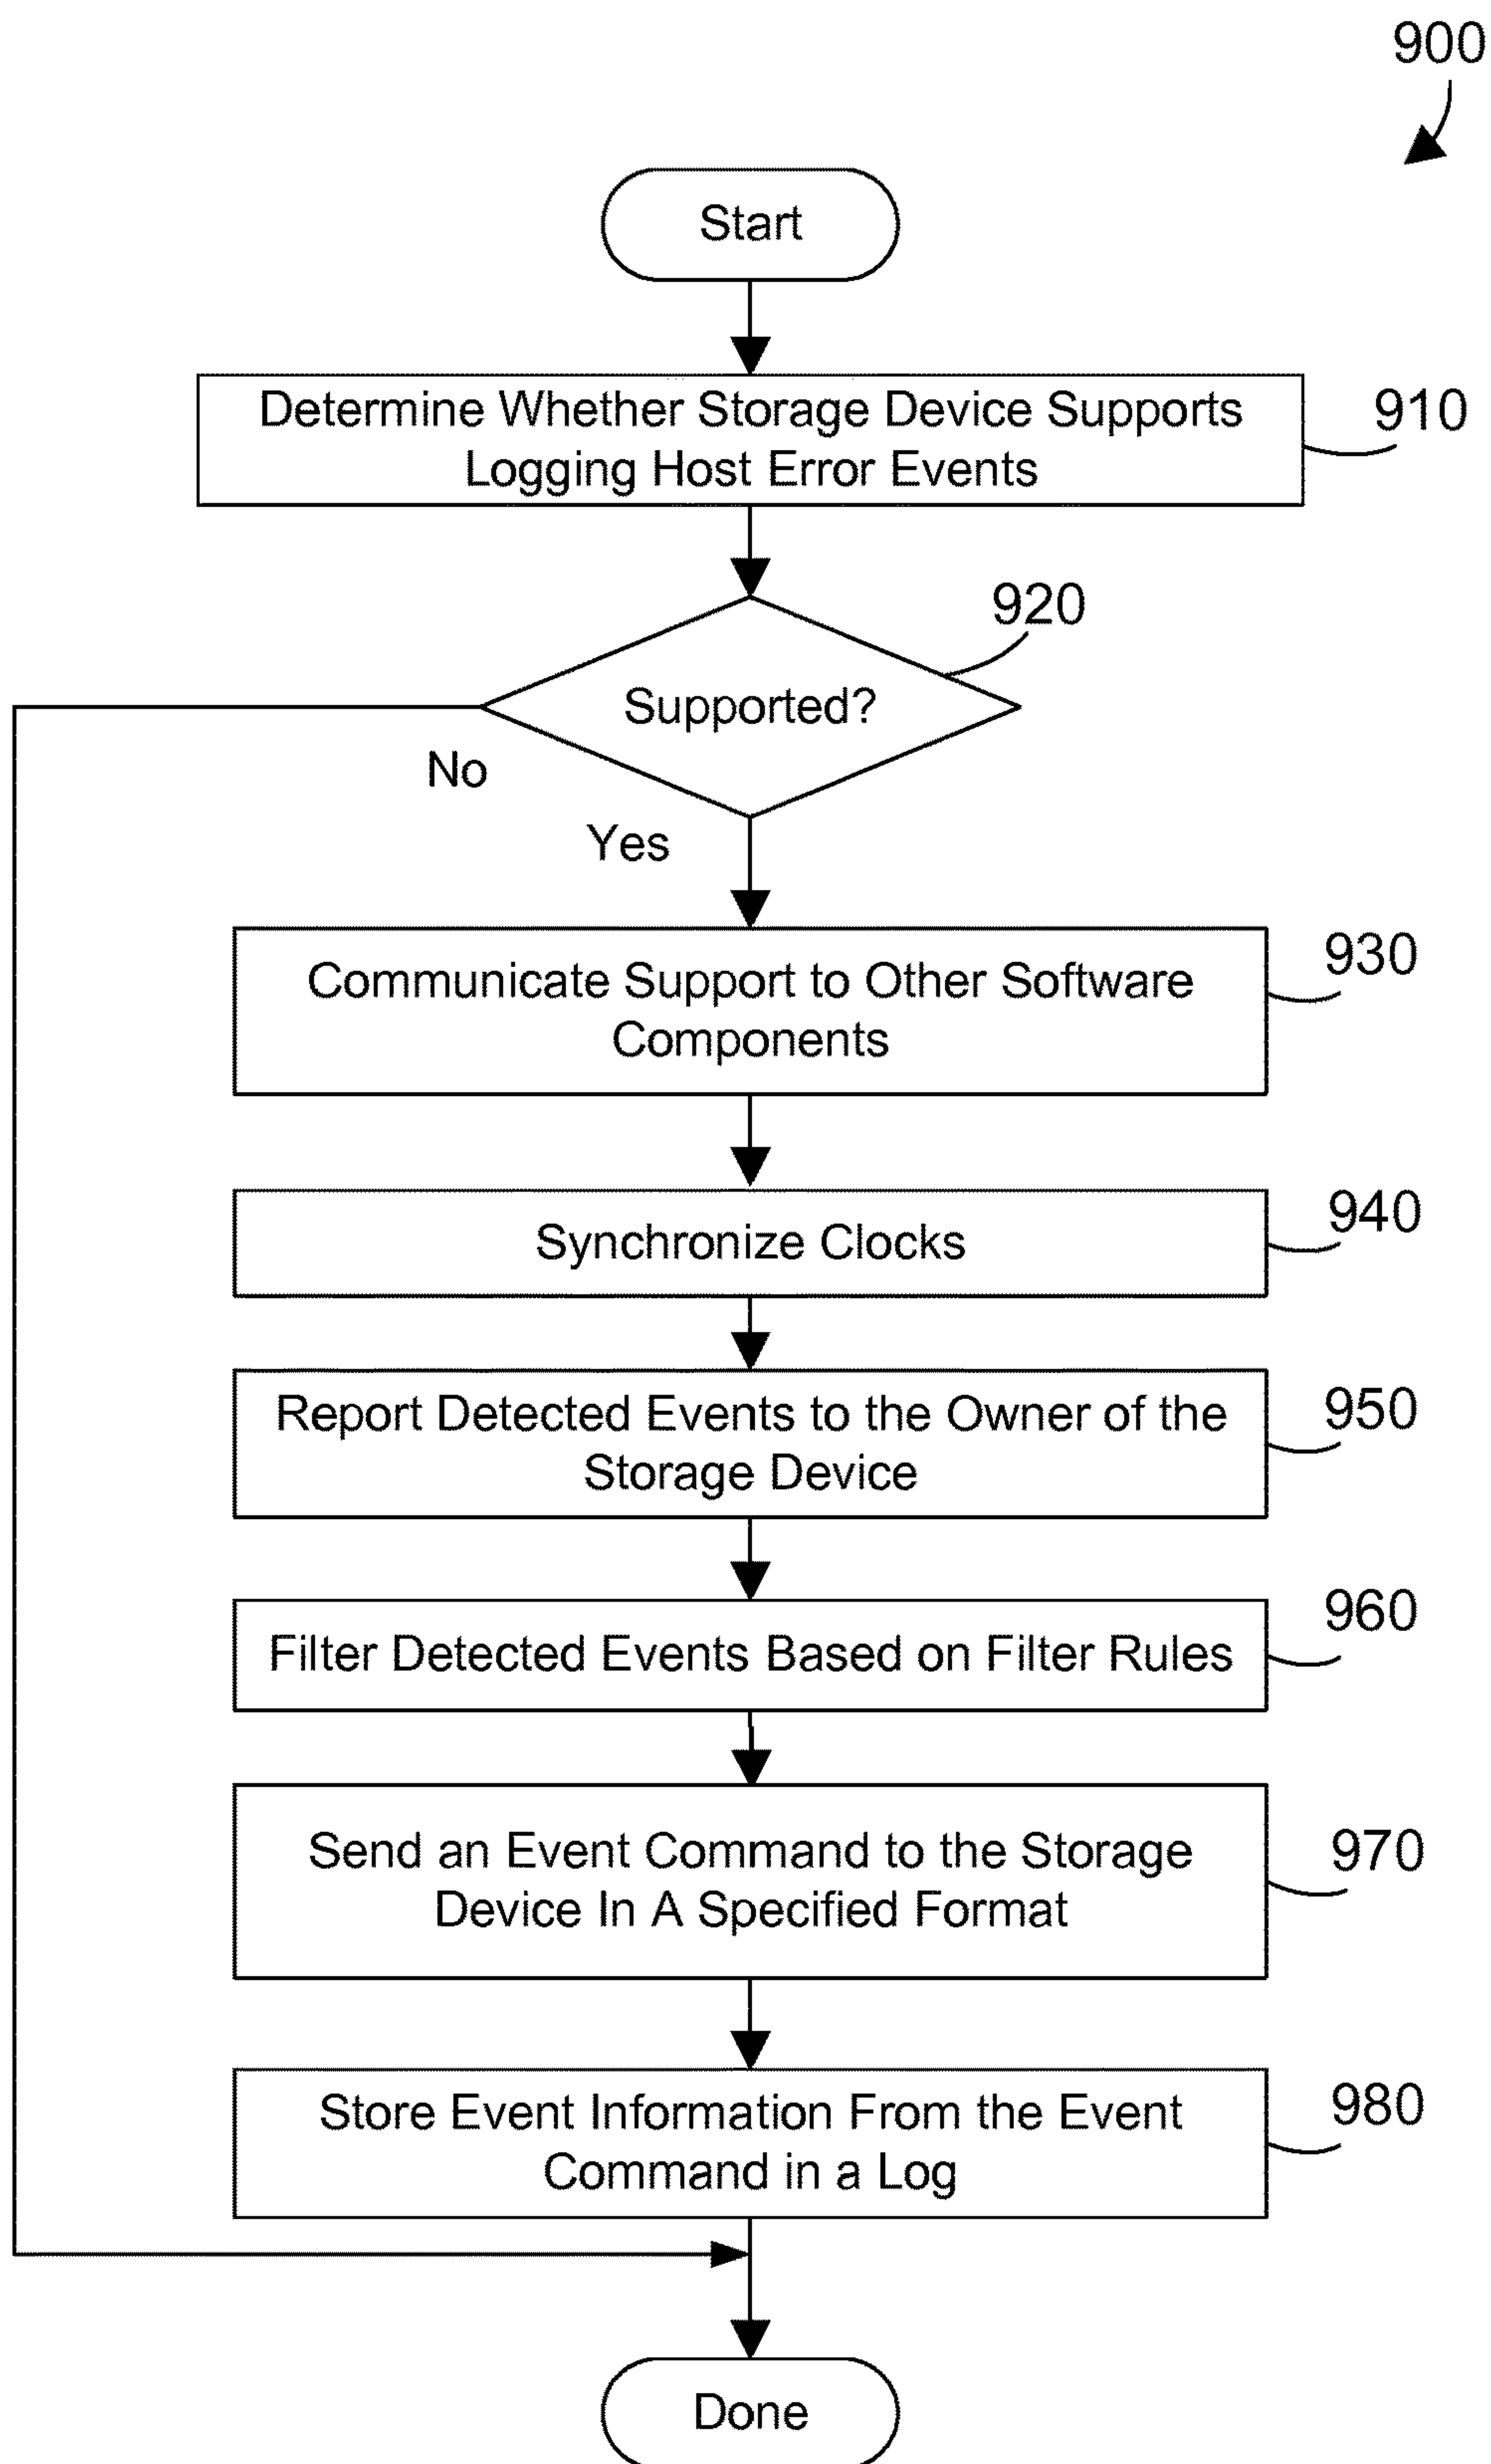 900
Start
Determine Whether Storage Device Supports
Logging Host Error Events
910
920
Supported?
No
Yes
Communicate Support to Other Software
Components
930
Synchronize Clocks
940
Report Detected Events to the Owner of the
Storage Device
950
Filter Detected Events Based on Filter Rules
960
Send an Event Command to the Storage
Device In A Specified Format
970
Store Event Information From the Event
Command in a Log
980
Done